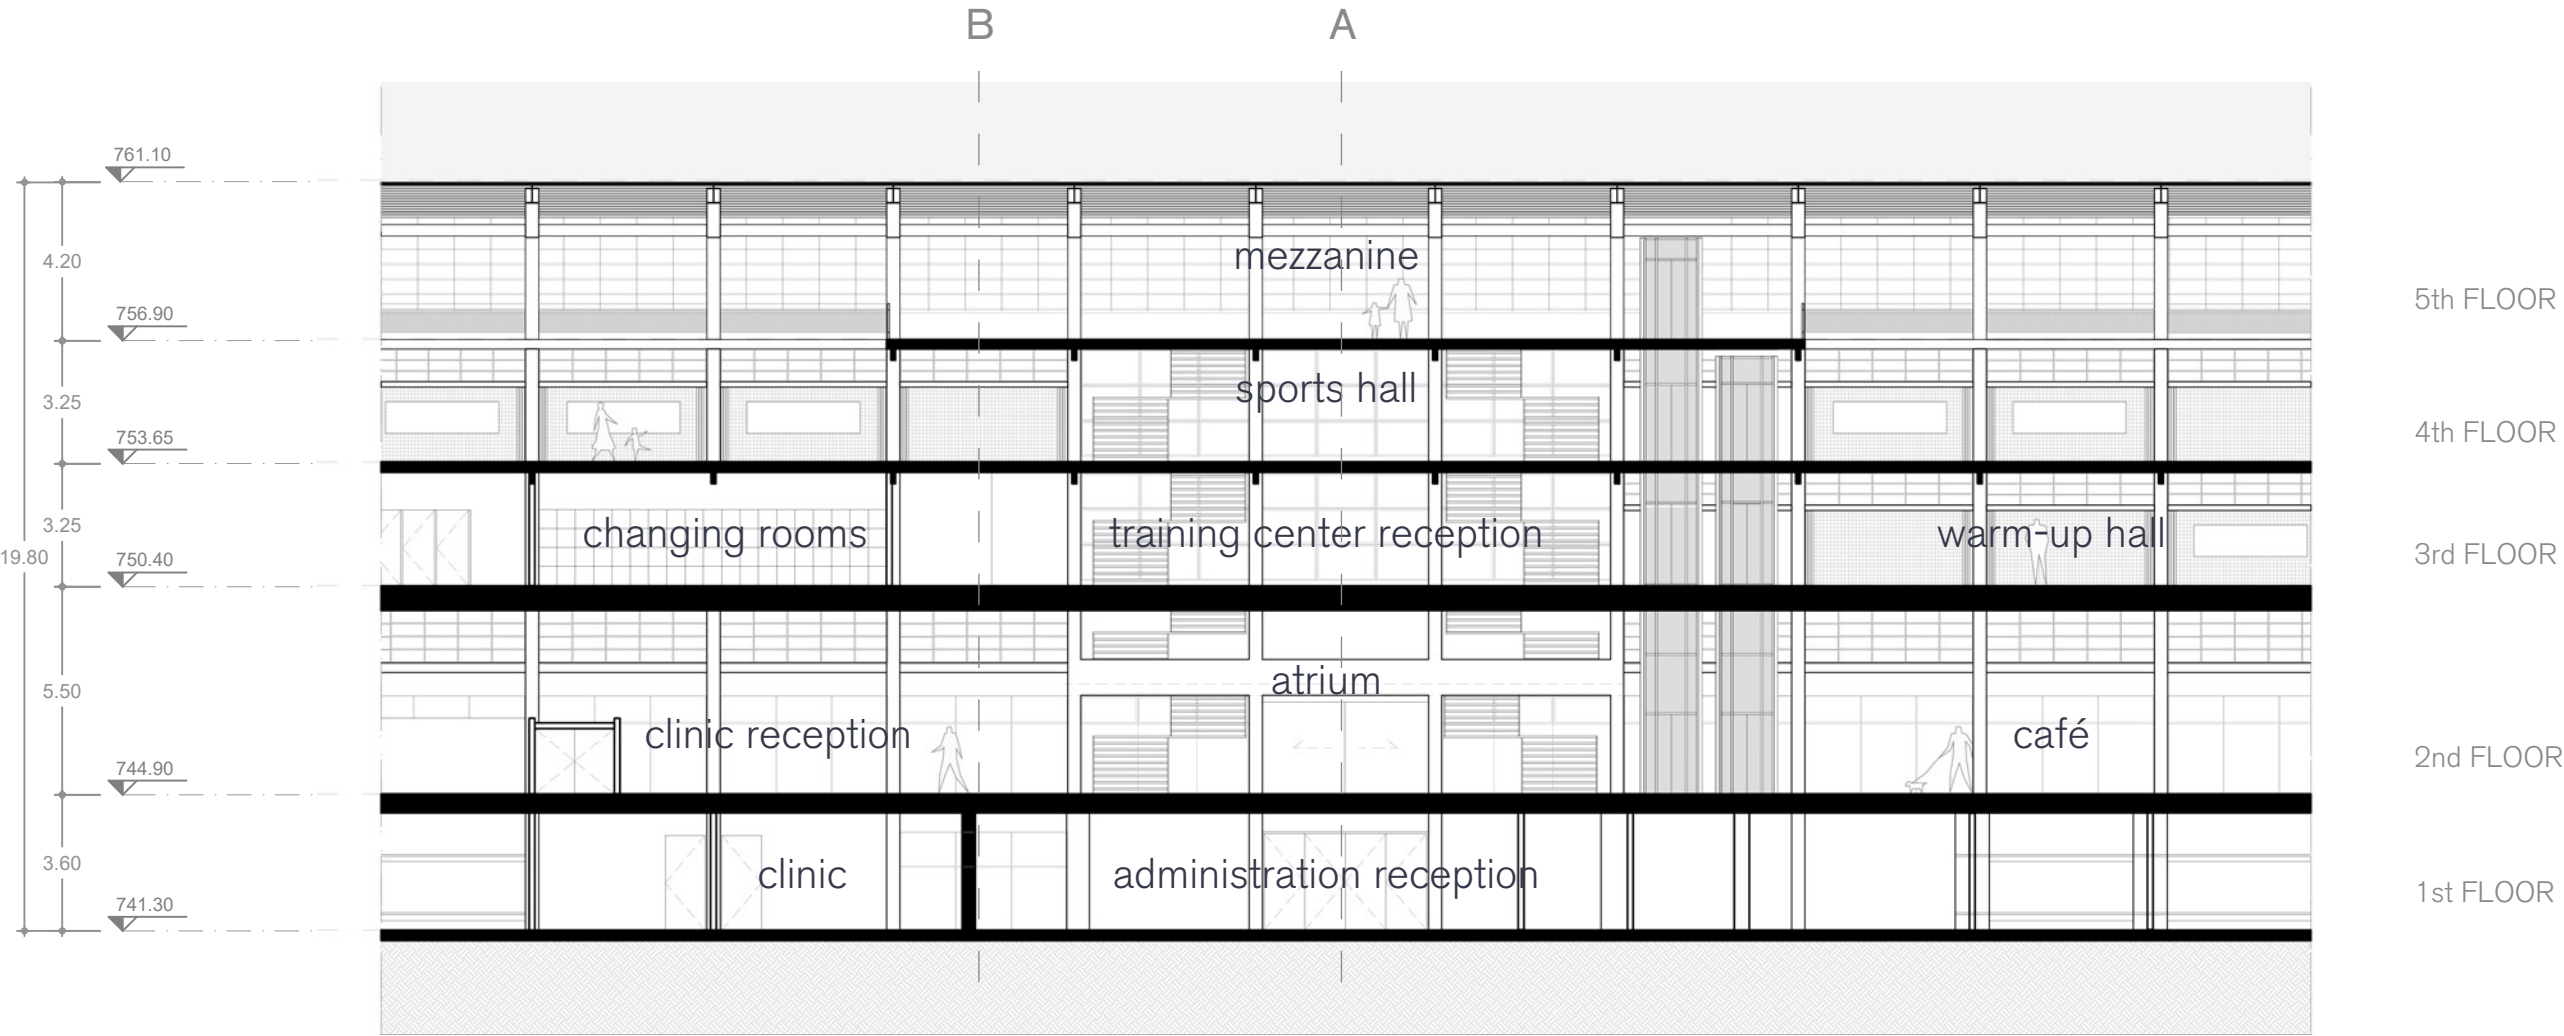 B A
761.10
4.20
mezzanine
756.90
5th FLOOR
3.25
sports hall
753.65
4th FLOOR
3.25
changing rooms training center reception warm-up hall
19.80
750.40
3rd FLOOR
5.50
atrium
clinic reception café
744.90
2nd FLOOR
3.60
clinic administration reception
741.30
1st FLOOR